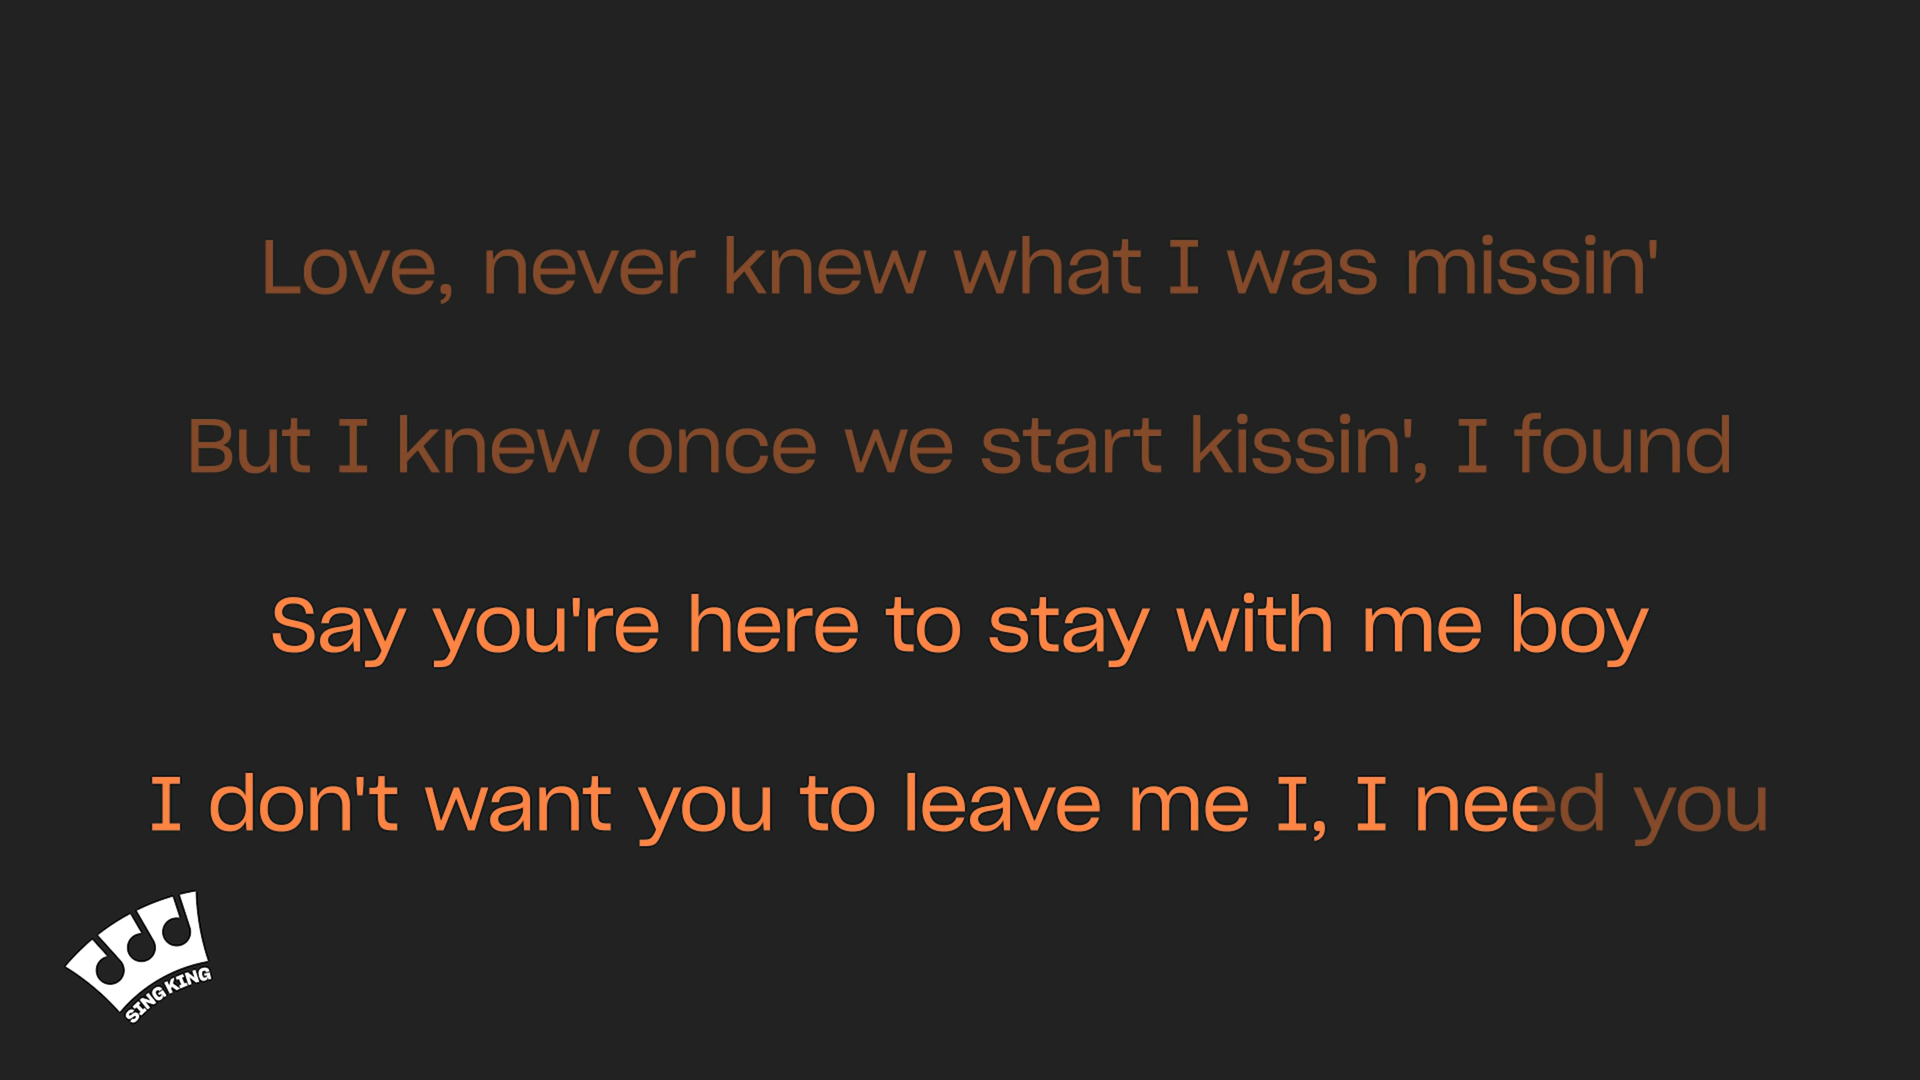 Love, never knew what I was missin'
But I knew once we start kissin', I found
Say you're here to stay with me boy
I don't want you to leave me I, I need you
SING KING